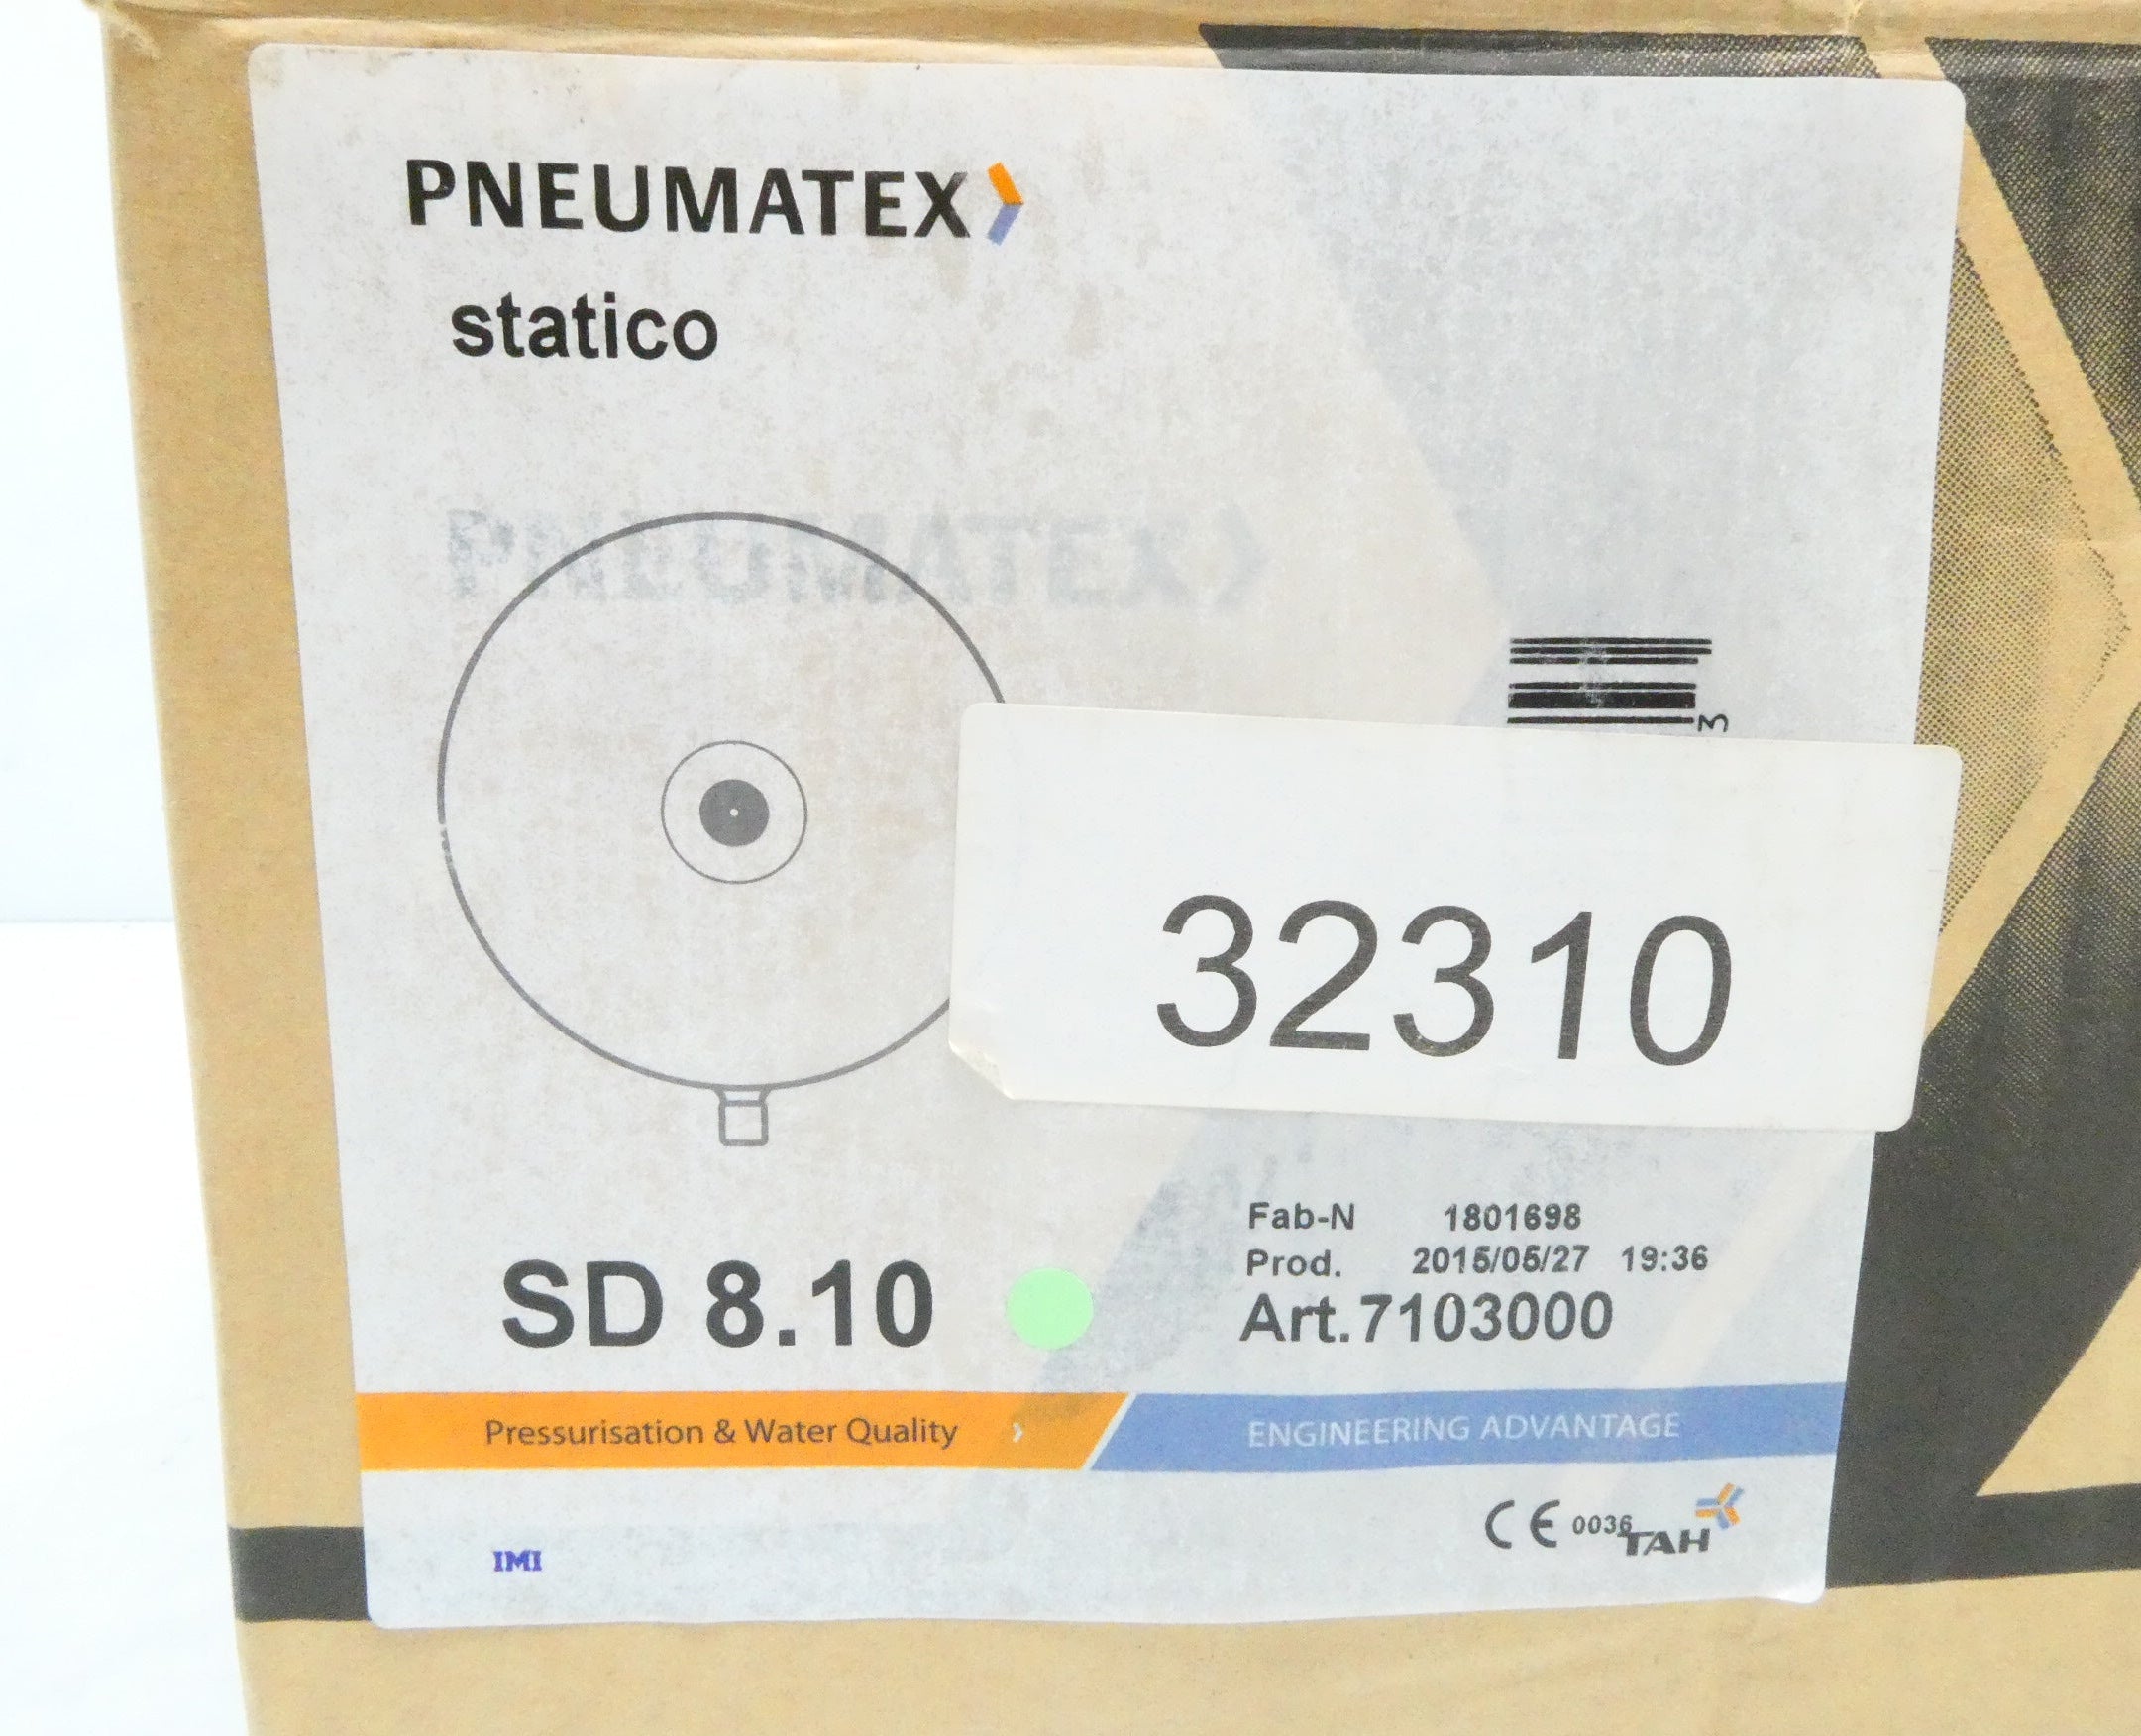 PNEUMATEX
statico
PNEUMATEX
3
32310
Fab-N 1801698
Prod. 2015/05/27 19:36
SD 8.10
Art.7103000
Pressurisation & Water Quality
ENGINEERING ADVANTAGE
IMI
CE 0036
TAH